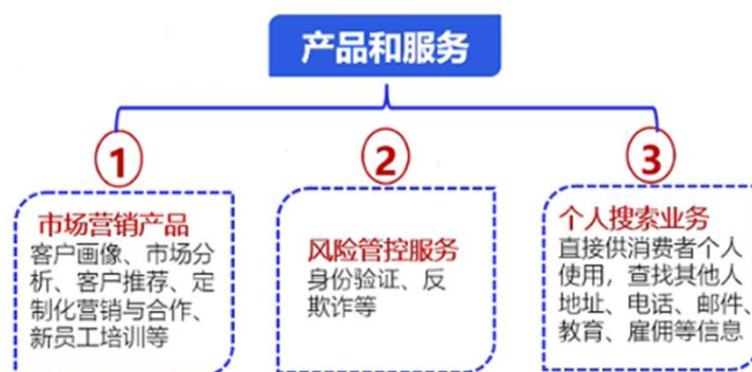 产品和服务
1
2
3
市场营销产品
客户画像、市场分
析、客户推荐、定
制化营销与合作、
新员工培训等
风险管控服务
身份验证、反
欺诈等
个人搜索业务
直接供消费者个人
使用，查找其他人
地址、电话、邮件、
教育、雇佣等信息